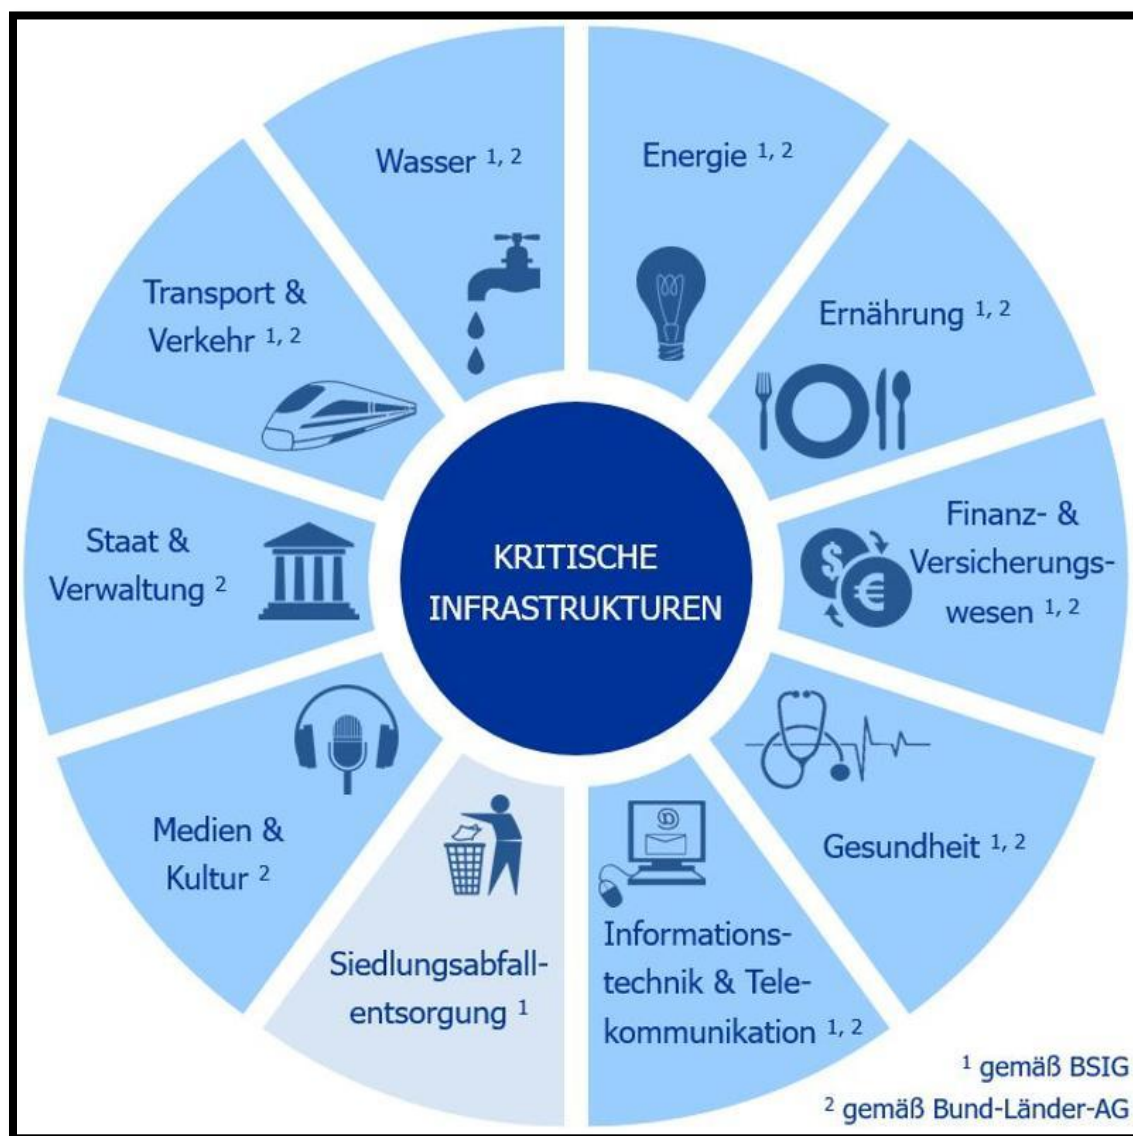 Wasser 1, 2
Energie 1, 2
Ernährung 1, 2
Finanz- &
Versicherungs-
wesen 1, 2
Gesundheit 1, 2
Informations-
technik & Tele-
kommunikation 1, 2
Siedlungsabfall-
entsorgung 1
Medien &
Kultur 2
Staat &
Verwaltung 2
Transport &
Verkehr 1, 2
KRITISCHE
INFRASTRUKTUREN
$
€
@
1 gemäß BSIG
2 gemäß Bund-Länder-AG